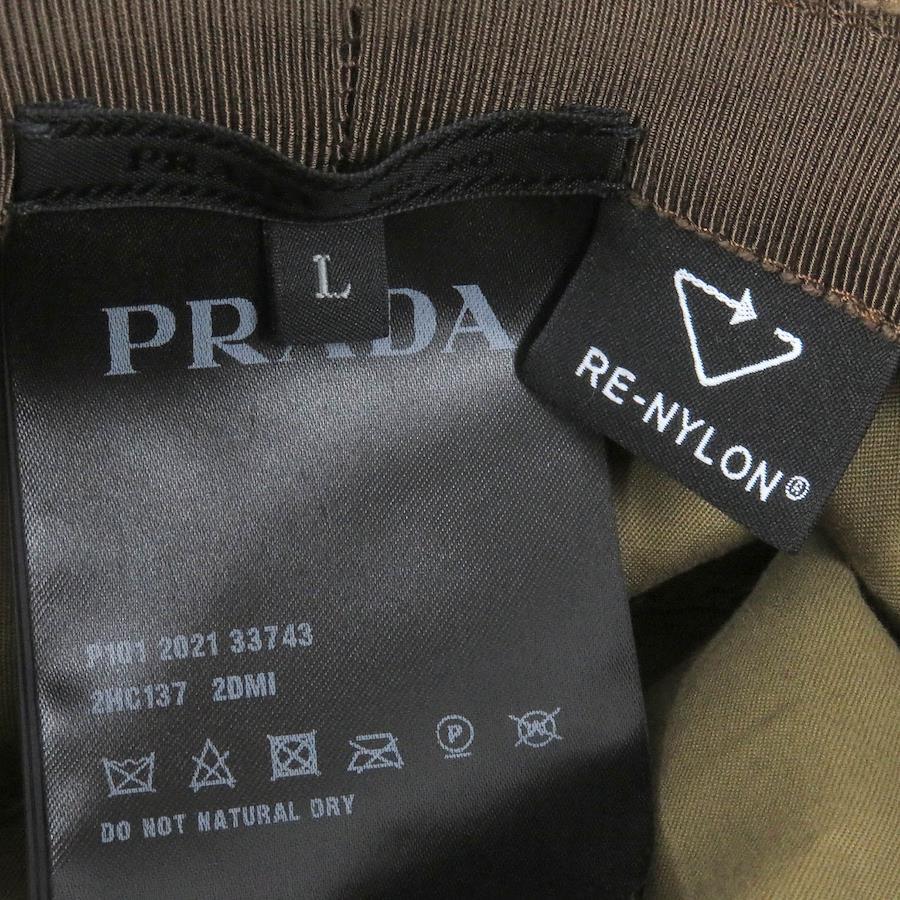 L
PRADA
RE-NYLON®
P101 2021 33743
2HC137 2DMI
P
W
DO NOT NATURAL DRY